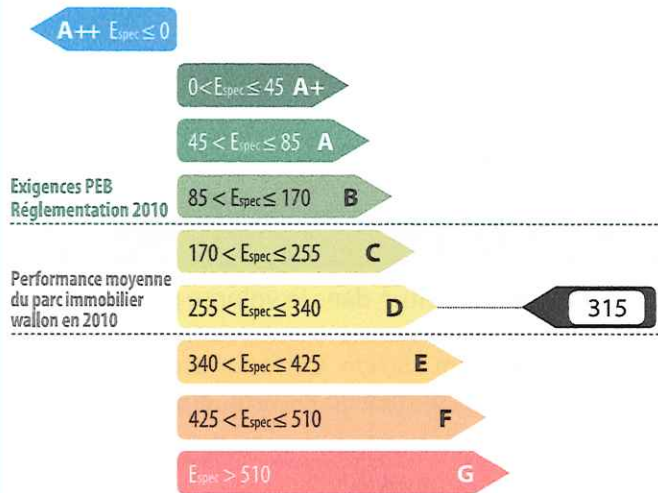 A++ Espec ≤ 0
0<Espec ≤ 45 A+
45 < Espec ≤ 85 A
Exigences PEB
Réglementation 2010
85 < Espec ≤ 170 B
170 < Espec ≤ 255 C
Performance moyenne
du parc immobilier
wallon en 2010
255 < Espec ≤ 340 D
315
340 < Espec ≤ 425 E
425 < Espec ≤ 510 F
Espec > 510 G